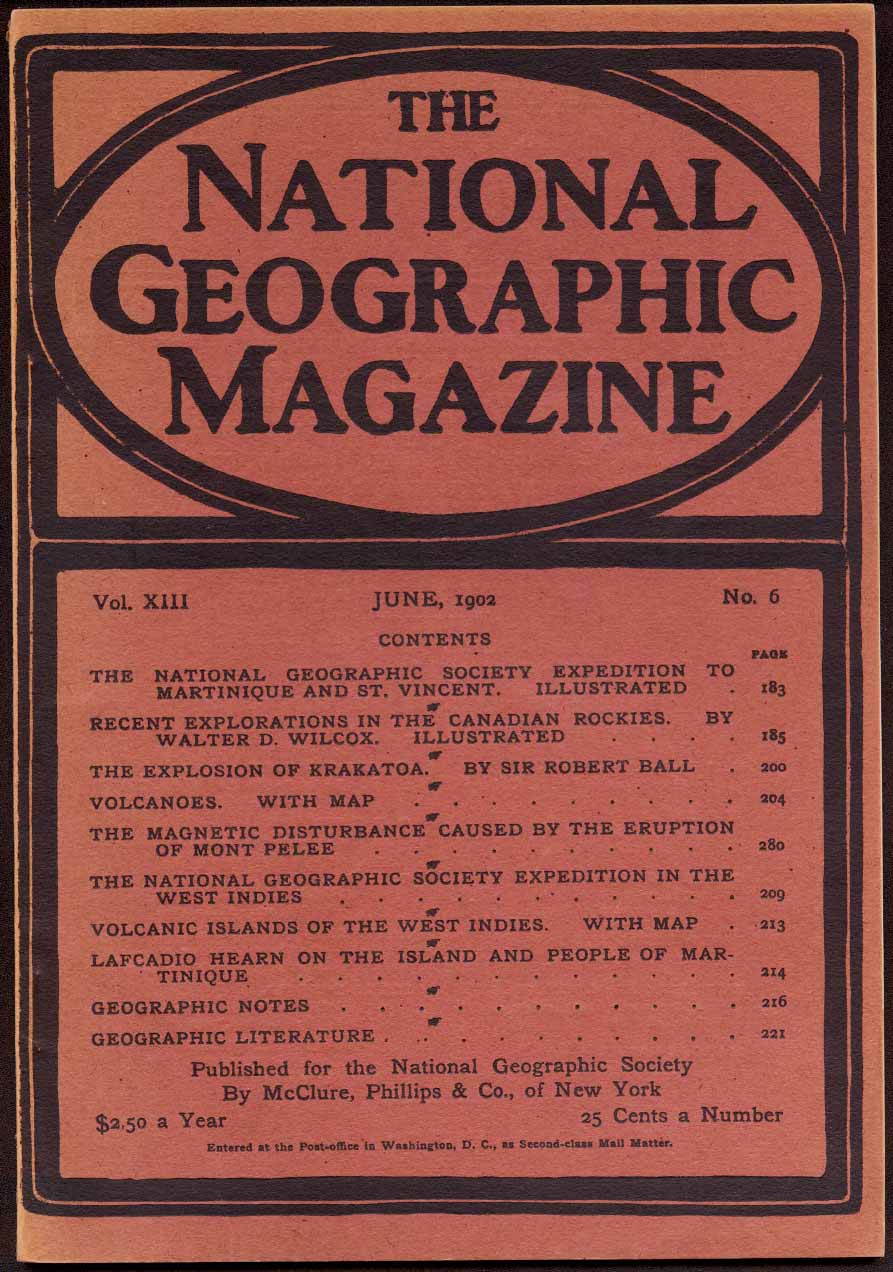 THE
NATIONAL
GEOGRAPHIC
MAGAZINE
Vol. XIII JUNE, 1902 No. 6
CONTENTS
PAGE
THE NATIONAL GEOGRAPHIC SOCIETY EXPEDITION TO
MARTINIQUE AND ST. VINCENT. ILLUSTRATED . 183
RECENT EXPLORATIONS IN THE CANADIAN ROCKIES. BY
WALTER D. WILCOX. ILLUSTRATED . . . . 185
THE EXPLOSION OF KRAKATOA. BY SIR ROBERT BALL . 200
VOLCANOES. WITH MAP . . . . . . . . . 204
THE MAGNETIC DISTURBANCE CAUSED BY THE ERUPTION
OF MONT PELEE . . . . . . . . . . 280
THE NATIONAL GEOGRAPHIC SOCIETY EXPEDITION IN THE
WEST INDIES . . . . . . . . . . . 209
VOLCANIC ISLANDS OF THE WEST INDIES. WITH MAP . 213
LAFCADIO HEARN ON THE ISLAND AND PEOPLE OF MAR-
TINIQUE . . . . . . . . . . . . 214
GEOGRAPHIC NOTES . . . . . . . . . . . 216
GEOGRAPHIC LITERATURE . . . . . . . . . 221
Published for the National Geographic Society
By McClure, Phillips & Co., of New York
$2.50 a Year 25 Cents a Number
Entered at the Post-office in Washington, D. C., as Second-class Mail Matter.